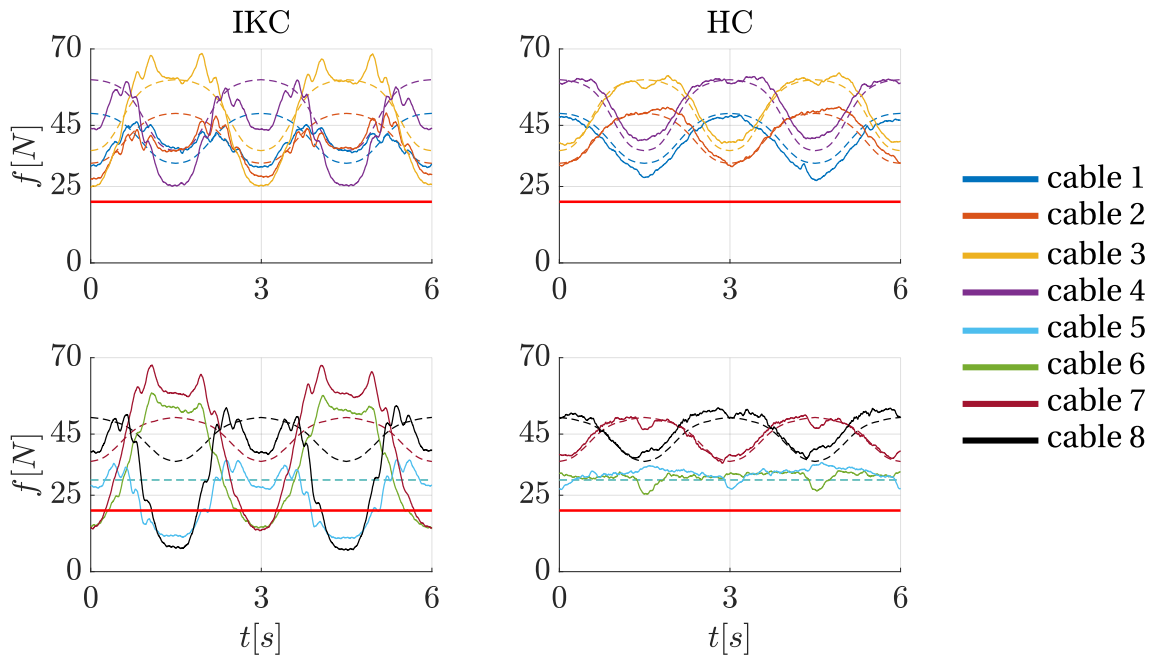 IKC
HC
70
45
25
0
f[N]
0 3 6
70
45
25
0
f[N]
0 3 6
70
45
25
0
f[N]
0 3 6
t[s]
70
45
25
0
f[N]
0 3 6
t[s]
cable 1
cable 2
cable 3
cable 4
cable 5
cable 6
cable 7
cable 8